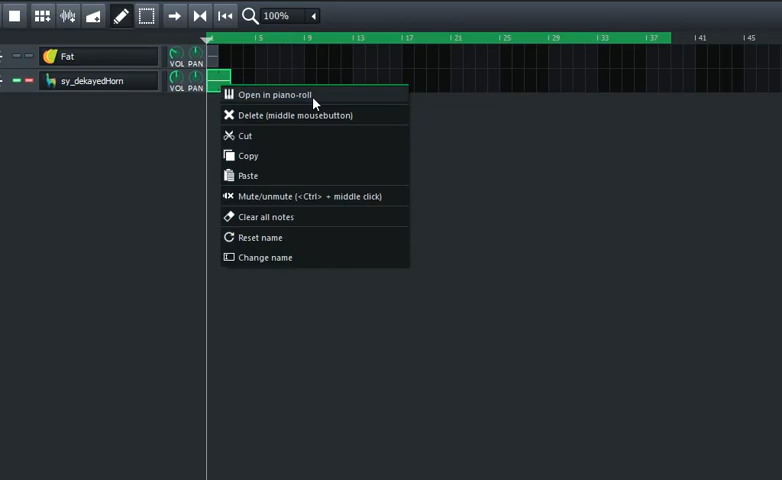 100%
5 9 13 17 21 25 29 33 37 41 45
Fat
VOL PAN
sy_dekayedHorn
VOL PAN
Open in piano-roll
Delete (middle mousebutton)
Cut
Copy
Paste
Mute/unmute (<Ctrl> + middle click)
Clear all notes
Reset name
Change name